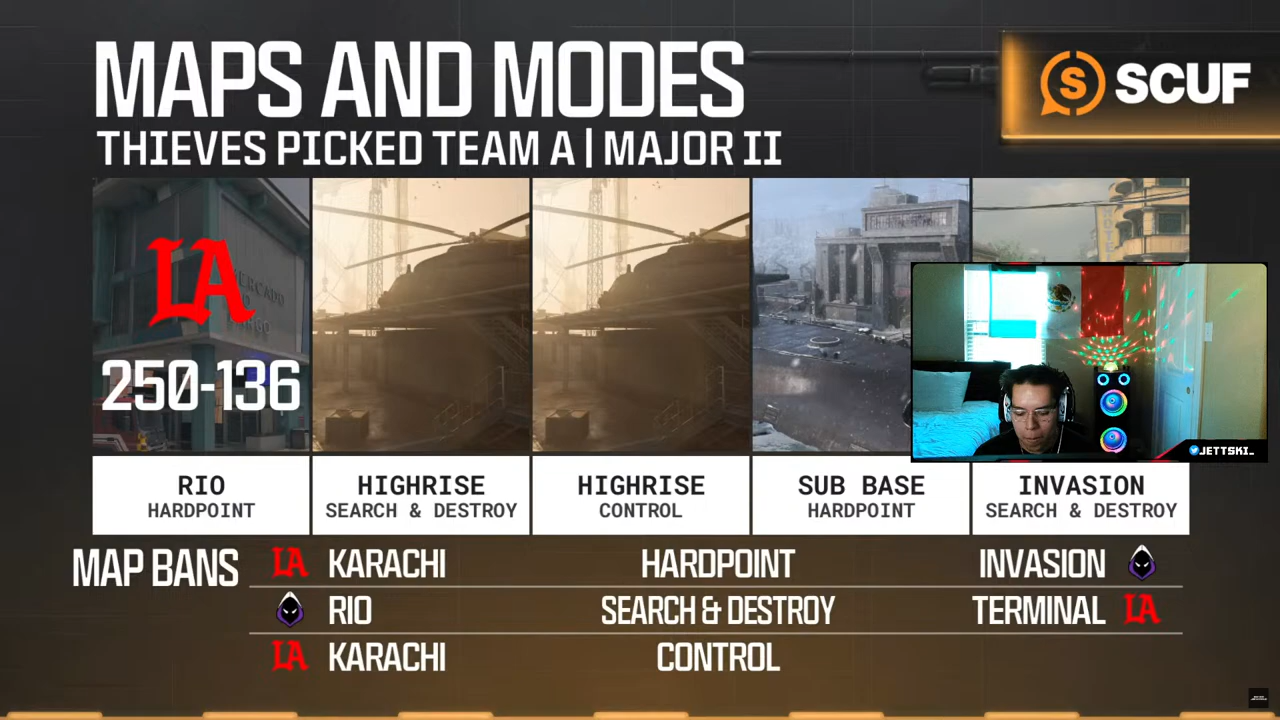 MAPS AND MODES
SCUF
THIEVES PICKED TEAM A | MAJOR II
LA
250-136
RIO
HARDPOINT
HIGHRISE
SEARCH & DESTROY
HIGHRISE
CONTROL
SUB BASE
HARDPOINT
INVASION
SEARCH & DESTROY
JETTSKI_
MAP BANS
LA KARACHI HARDPOINT INVASION
RIO SEARCH & DESTROY TERMINAL LA
LA KARACHI CONTROL